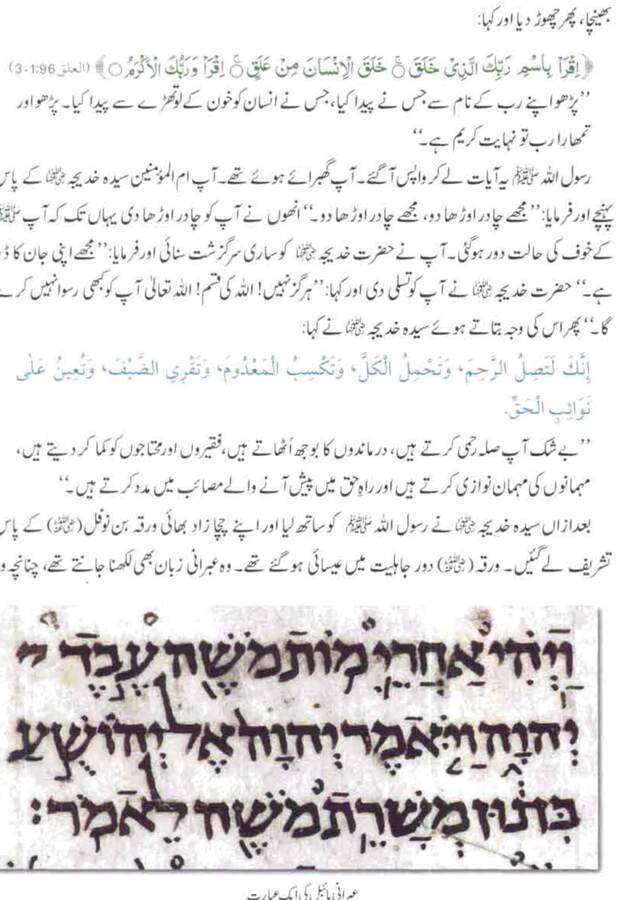 بھینچا، پھر چھوڑ دیا اور کہا:
﴿اِقْرَاْ بِاسْمِ رَبِّكَ الَّذِیْ خَلَقَ ۝ خَلَقَ الْاِنْسَانَ مِنْ عَلَقٍ ۝ اِقْرَاْ وَرَبُّكَ الْاَكْرَمُ ۝﴾ (العلق 96:1-3)
”پڑھو اپنے رب کے نام سے جس نے پیدا کیا، جس نے انسان کو خون کے لوتھڑے سے پیدا کیا۔ پڑھو اور
تمھارا رب تو نہایت کریم ہے۔“
رسول اللہ ﷺ یہ آیات لے کر واپس آگئے۔ آپ گھبرائے ہوئے تھے۔ آپ ام المؤمنین سیدہ خدیجہ رضی اللہ عنہا کے پاس
پہنچے اور فرمایا: ”مجھے چادر اوڑھا دو، مجھے چادر اوڑھا دو۔“ انھوں نے آپ کو چادر اوڑھا دی یہاں تک کہ آپ ﷺ
کے خوف کی حالت دور ہوگئی۔ آپ نے حضرت خدیجہ رضی اللہ عنہا کو ساری سرگزشت سنائی اور فرمایا: ”مجھے اپنی جان کا ڈ
ہے۔“ حضرت خدیجہ رضی اللہ عنہا نے آپ کو تسلی دی اور کہا: ”ہرگز نہیں! اللہ کی قسم! اللہ تعالیٰ آپ کو کبھی رسوا نہیں کرے
گا۔“ پھر اس کی وجہ بتاتے ہوئے سیدہ خدیجہ رضی اللہ عنہا نے کہا:
إِنَّكَ لَتَصِلُ الرَّحِمَ، وَتَحْمِلُ الْكَلَّ، وَتَكْسِبُ الْمَعْدُومَ، وَتَقْرِي الضَّيْفَ، وَتُعِينُ عَلَى
نَوَائِبِ الْحَقِّ.
”بے شک آپ صلہ رحمی کرتے ہیں، درماندوں کا بوجھ اُٹھاتے ہیں، فقیروں اور محتاجوں کو کما کر دیتے ہیں،
مہمانوں کی مہمان نوازی کرتے ہیں اور راہِ حق میں پیش آنے والے مصائب میں مدد کرتے ہیں۔“
بعد ازاں سیدہ خدیجہ رضی اللہ عنہا نے رسول اللہ ﷺ کو ساتھ لیا اور اپنے چچا زاد بھائی ورقہ بن نوفل (رضی اللہ عنہ) کے پاس
تشریف لے گئیں۔ ورقہ (رضی اللہ عنہ) دور جاہلیت میں عیسائی ہوگئے تھے۔ وہ عبرانی زبان بھی لکھنا جانتے تھے، چنانچہ و
וַיְהִי אַחֲרֵי מוֹת מֹשֶׁה עֶבֶד י
יְהוָה וַיֹּאמֶר יְהוָה אֶל יְהוֹשֻׁעַ
בִּן נוּן מְשָׁרֵת מֹשֶׁה לֵאמֹר׃
عبرانی بائبل کی ایک عبارت